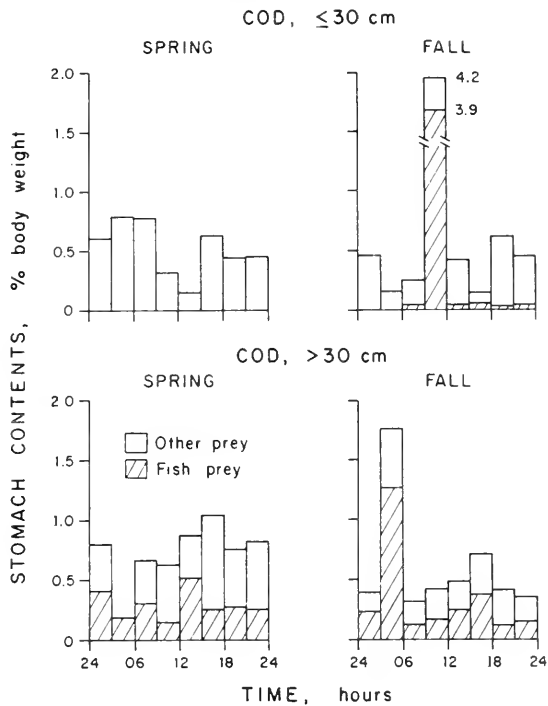 COD, ≤30 cm
SPRING
FALL
2.0
1.5
1.0
0.5
0
4.2
3.9
COD, >30 cm
SPRING
FALL
2 0
1.5
1.0
0.5
0
Other prey
Fish prey
24 06 12 18 24
24 06 12 18 24
TIME, hours
STOMACH CONTENTS, % body weight